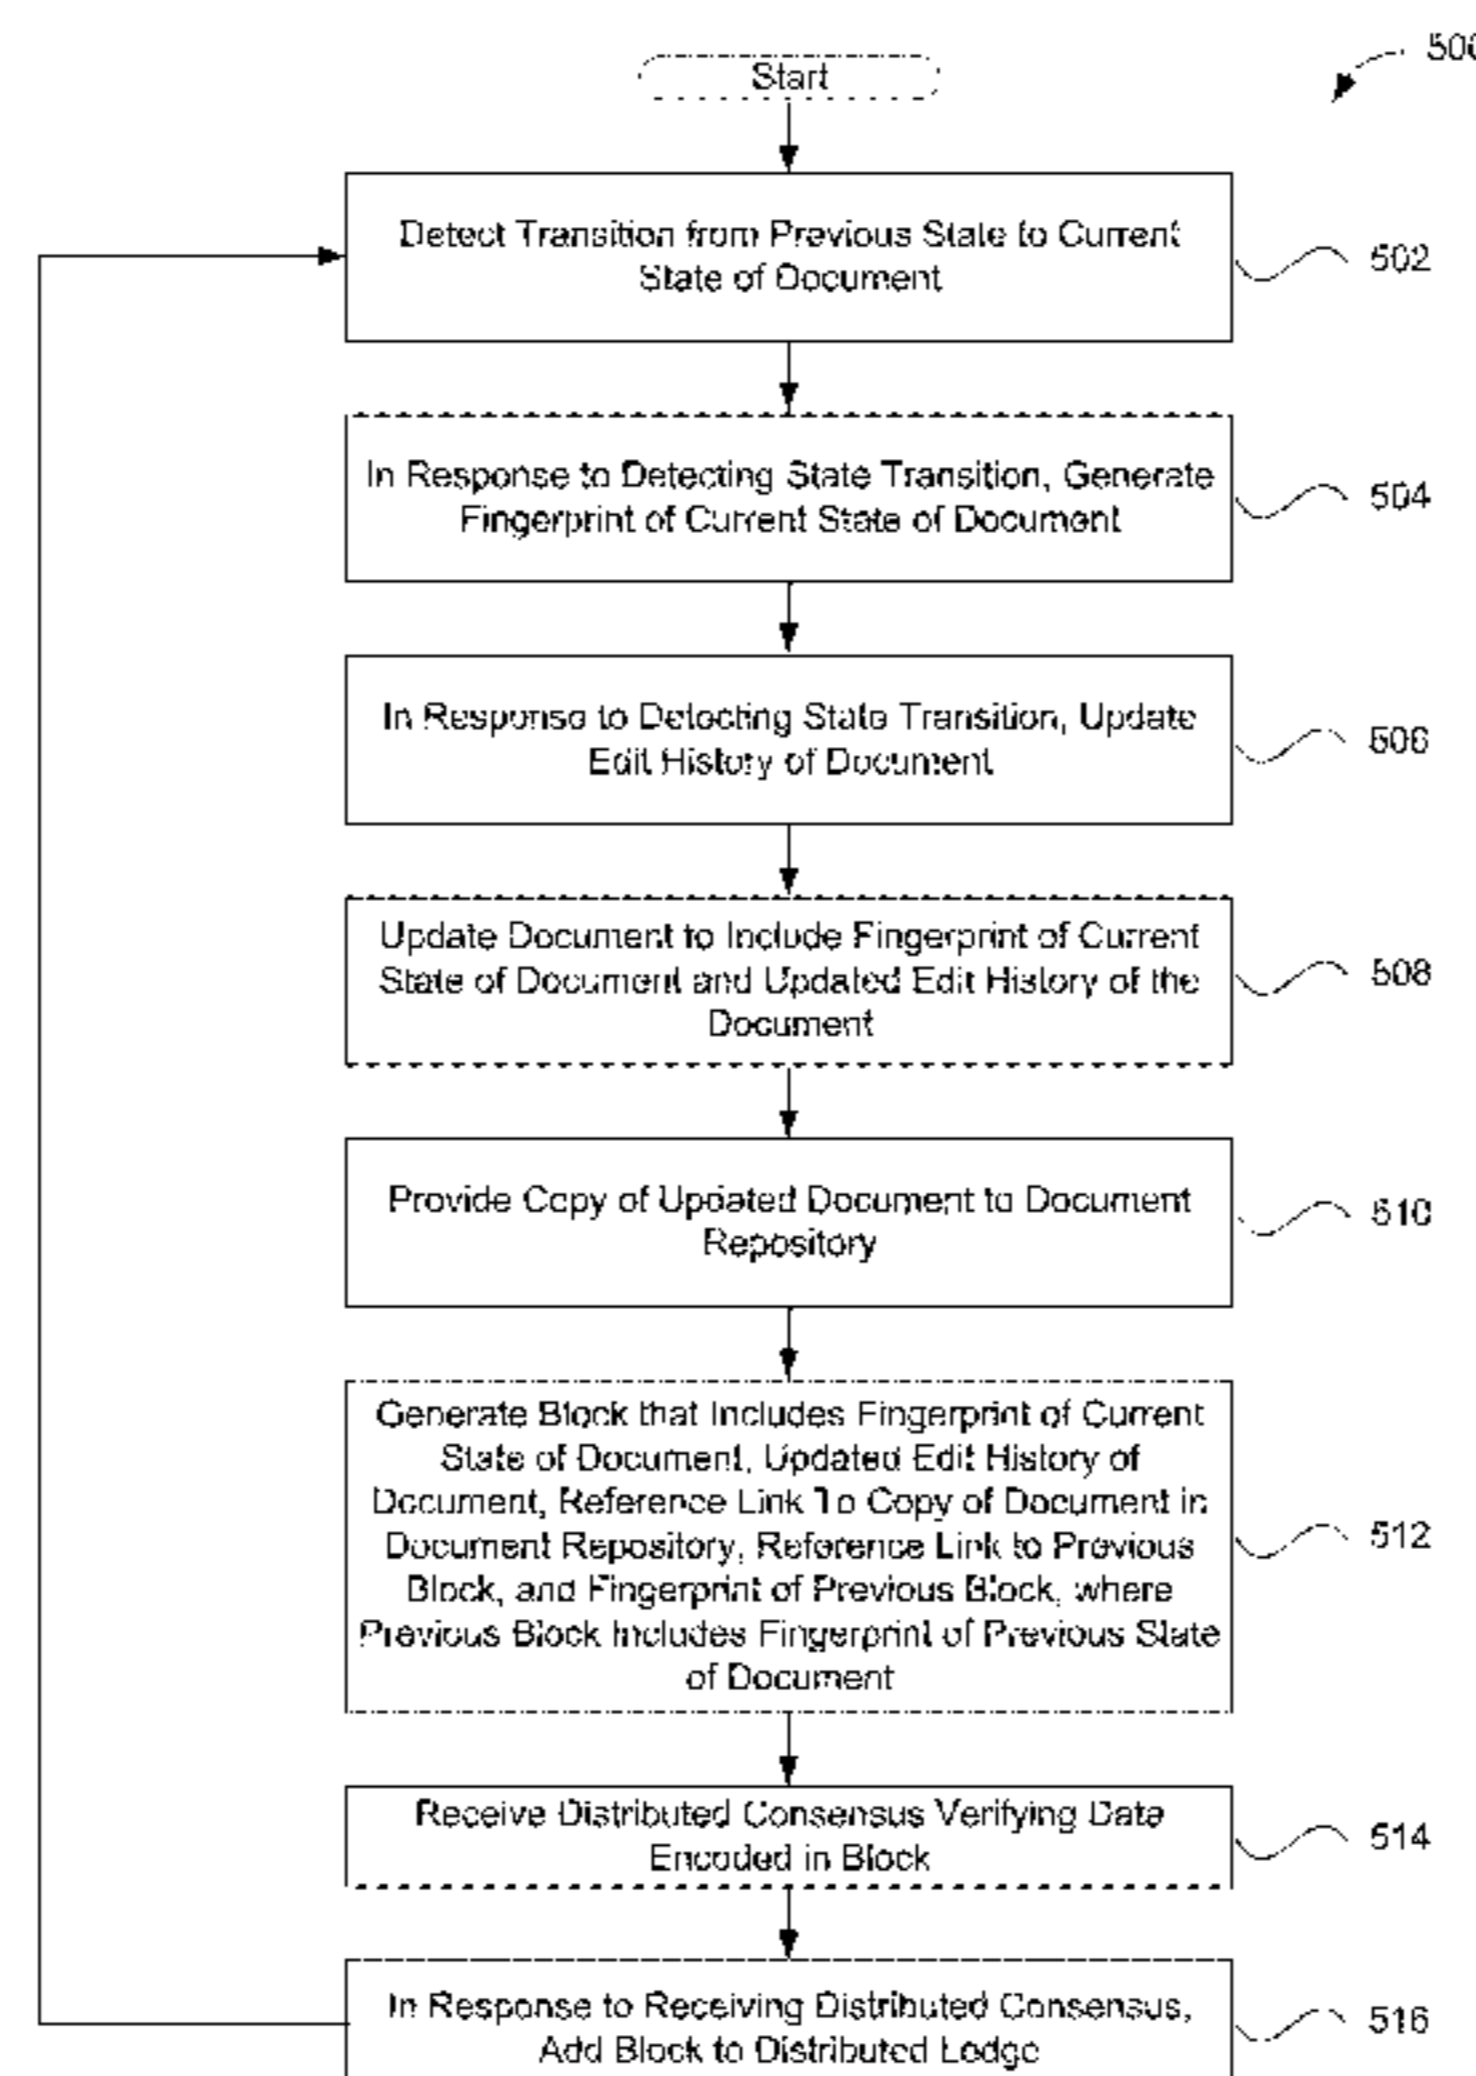 500
Start
Detect Transition from Previous State to Current
State of Document
502
In Response to Detecting State Transition, Generate
Fingerprint of Current State of Document
504
In Response to Detecting State Transition, Update
Edit History of Document
506
Update Document to Include Fingerprint of Current
State of Document and Updated Edit History of the
Document
508
Provide Copy of Updated Document to Document
Repository
510
Generate Block that Includes Fingerprint of Current
State of Document, Updated Edit History of
Document, Reference Link To Copy of Document in
Document Repository, Reference Link to Previous
Block, and Fingerprint of Previous Block, where
Previous Block Includes Fingerprint of Previous State
of Document
512
Receive Distributed Consensus Verifying Data
Encoded in Block
514
In Response to Receiving Distributed Consensus,
Add Block to Distributed Ledge
516